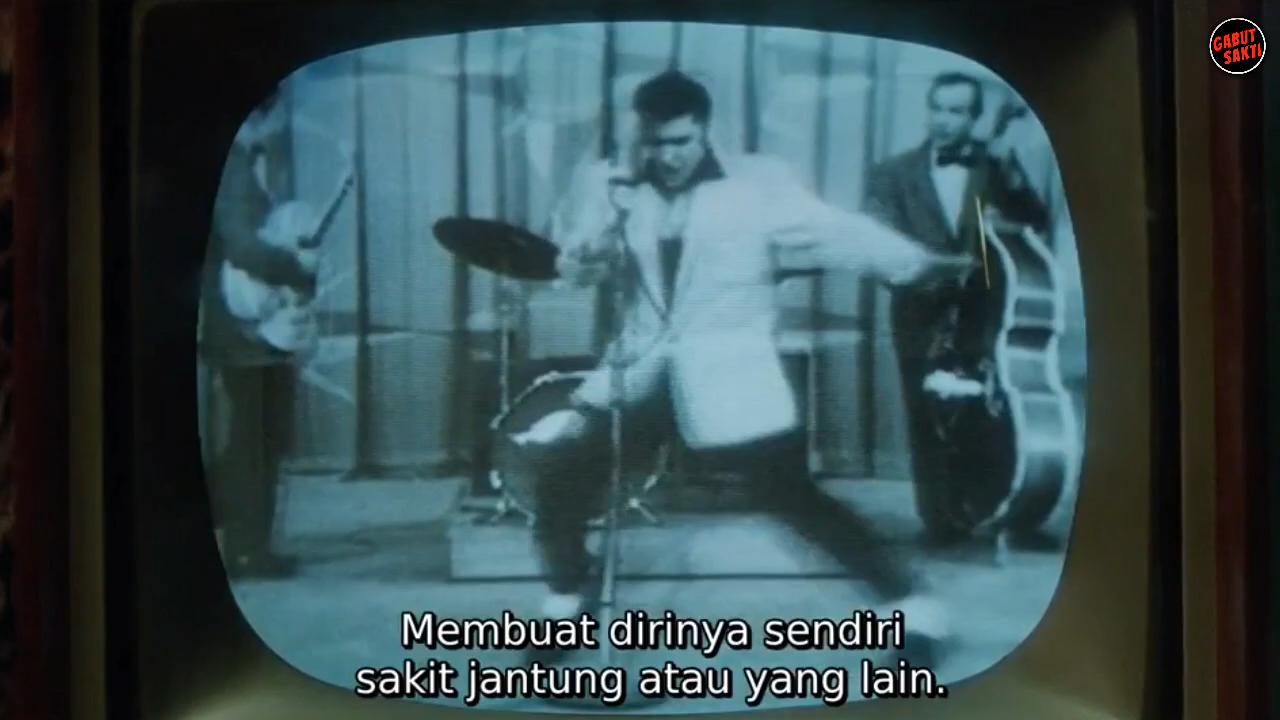 GABUT
SAKTI
Membuat dirinya sendiri
sakit jantung atau yang lain.